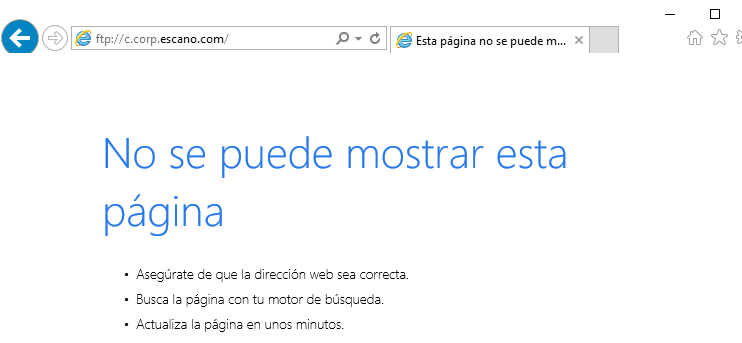 ftp://c.corp.escano.com/
Esta página no se puede m...
No se puede mostrar esta
página
• Asegúrate de que la dirección web sea correcta.
• Busca la página con tu motor de búsqueda.
• Actualiza la página en unos minutos.